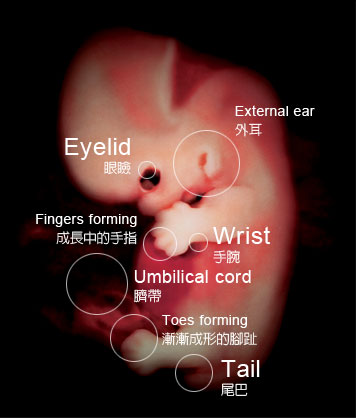 External ear
外耳
Eyelid
眼瞼
Fingers forming
成長中的手指
Wrist
手腕
Umbilical cord
臍帶
Toes forming
漸漸成形的腳趾
Tail
尾巴